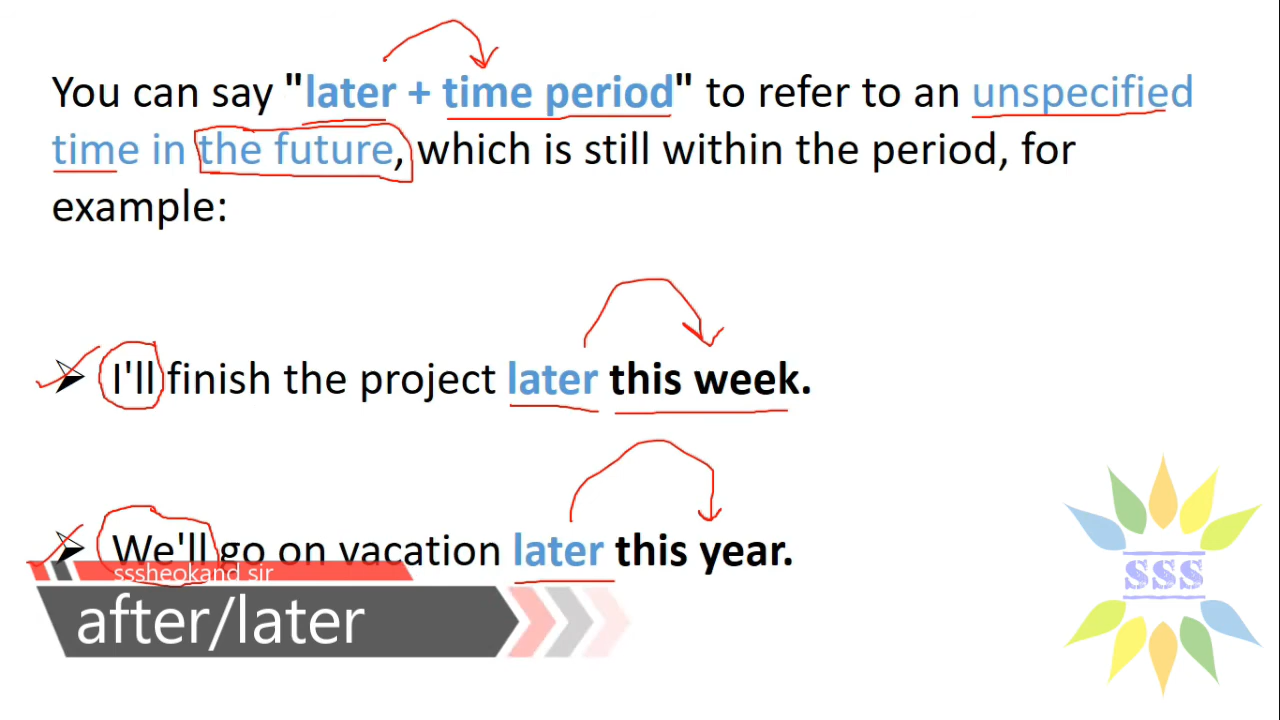 You can say "later + time period" to refer to an unspecified
time in the future, which is still within the period, for
example:
I'll finish the project later this week.
We'll go on vacation later this year.
sssheokand sir
after/later
SSS